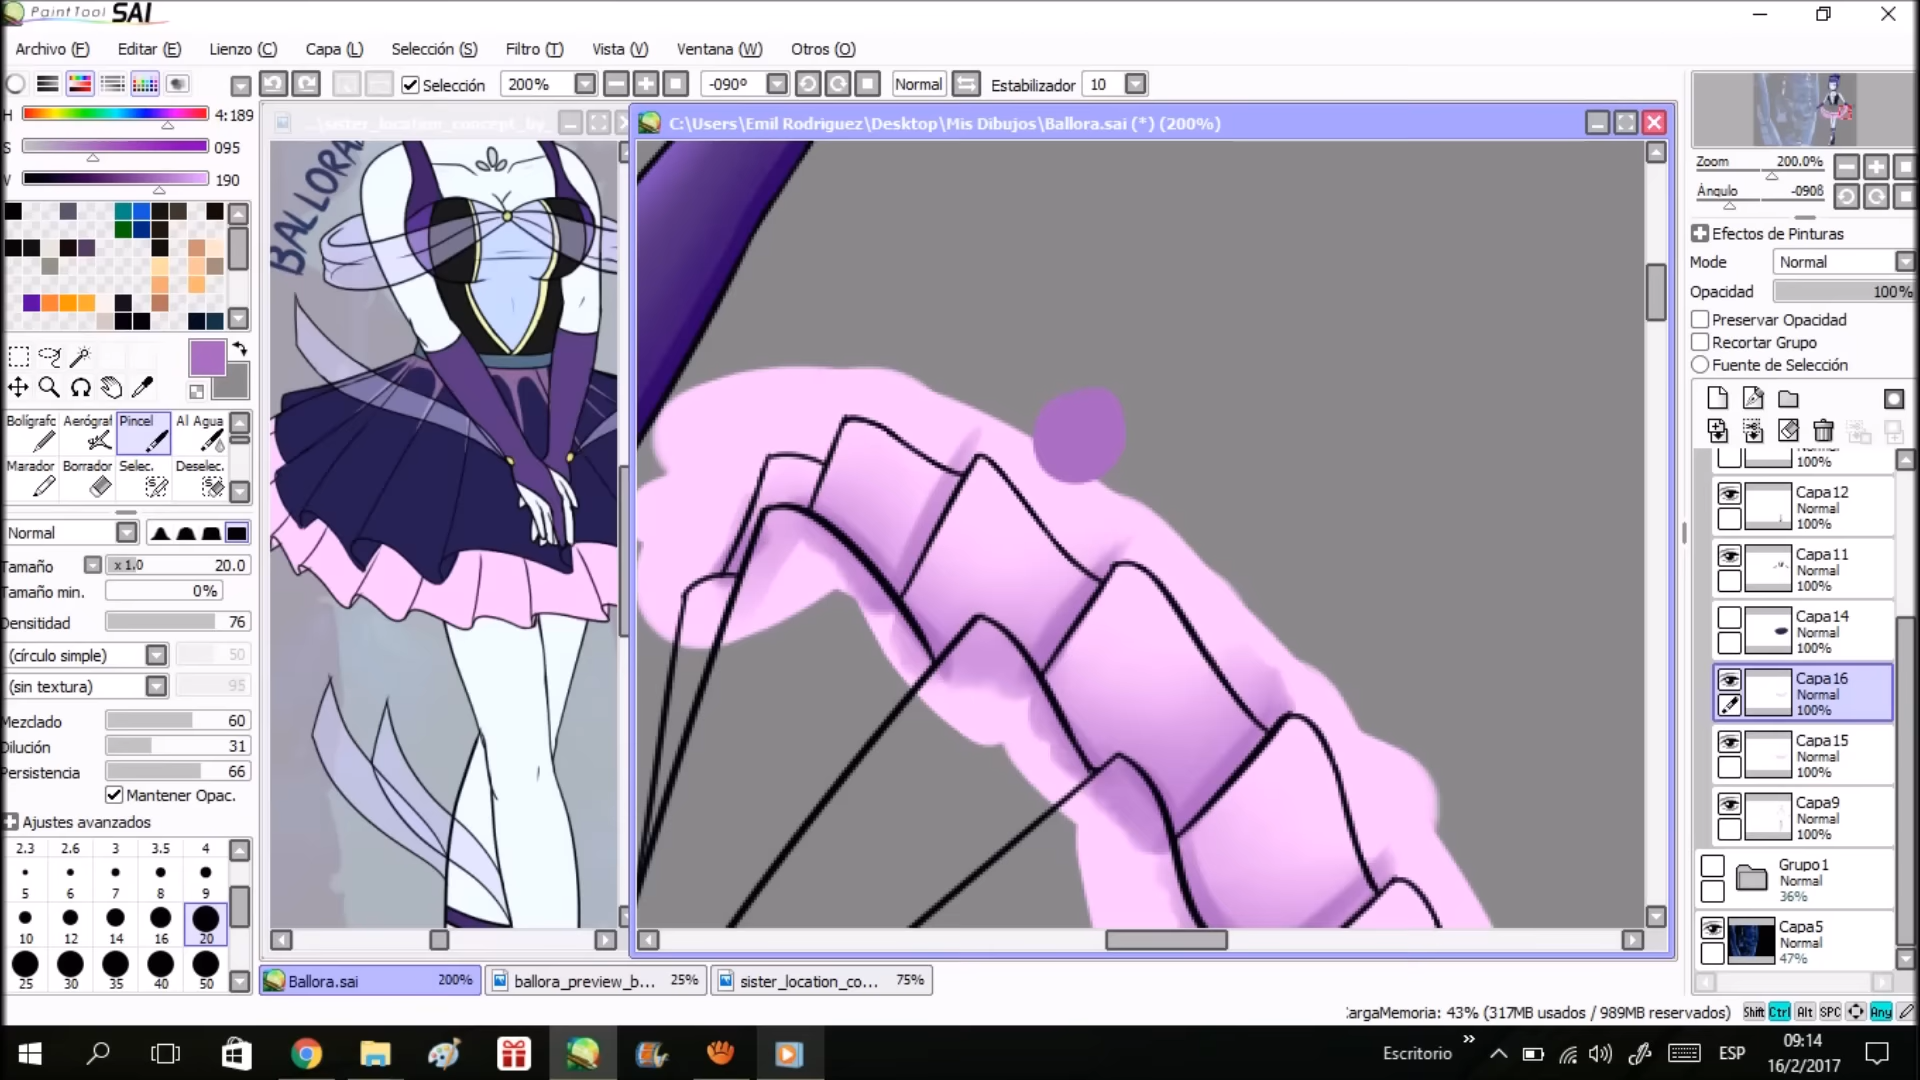 PaintTool SAI
Archivo (F) Editar (E) Lienzo (C) Capa (L) Selección (S) Filtro (T) Vista (V) Ventana (W) Otros (O)
Selección 200% -090º Normal Estabilizador 10
H 4:189
S 095
V 190
...\sister_location_concept_by_
C:\Users\Emil Rodriguez\Desktop\Mis Dibujos\Ballora.sai (*) (200%)
BALLORA
Zoom 200.0%
Ángulo -090ß
Efectos de Pinturas
Mode Normal
Opacidad 100%
Preservar Opacidad
Recortar Grupo
Fuente de Selección
Bolígrafc Aerógraf Pincel Al Agua
Marador Borrador Selec. Deselec.
Normal
Tamaño x 1.0 20.0
Tamaño min. 0%
Densitidad 76
(círculo simple) 50
(sin textura) 95
Mezclado 60
Dilución 31
Persistencia 66
Mantener Opac.
Ajustes avanzados
2.3 2.6 3 3.5 4
5 6 7 8 9
10 12 14 16 20
25 30 35 40 50
100%
Capa12
Normal
100%
Capa11
Normal
100%
Capa14
Normal
100%
Capa16
Normal
100%
Capa15
Normal
100%
Capa9
Normal
100%
Grupo1
Normal
36%
Capa5
Normal
47%
Ballora.sai 200% ballora_preview_b... 25% sister_location_co... 75%
CargaMemoria: 43% (317MB usados / 989MB reservados) Shift Ctrl Alt SPC Any
Escritorio » ESP 09:14
16/2/2017